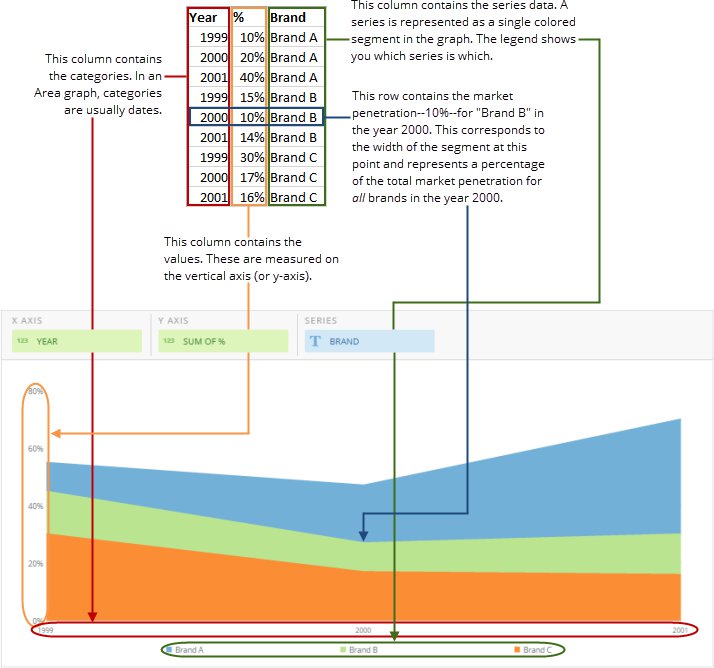 This column contains the series data. A
series is represented as a single colored
segment in the graph. The legend shows
you which series is which.
Year % Brand
1999 10% Brand A
2000 20% Brand A
2001 40% Brand A
1999 15% Brand B
2000 10% Brand B
2001 14% Brand B
1999 30% Brand C
2000 17% Brand C
2001 16% Brand C
This column contains
the categories. In an
Area graph, categories
are usually dates.
This row contains the market
penetration--10%--for "Brand B" in
the year 2000. This corresponds to
the width of the segment at this
point and represents a percentage
of the total market penetration for
all brands in the year 2000.
This column contains the
values. These are measured on
the vertical axis (or y-axis).
X AXIS Y AXIS SERIES
123 YEAR 123 SUM OF % T BRAND
80%
60%
40%
20%
0%
1999 2000 2001
Brand A Brand B Brand C